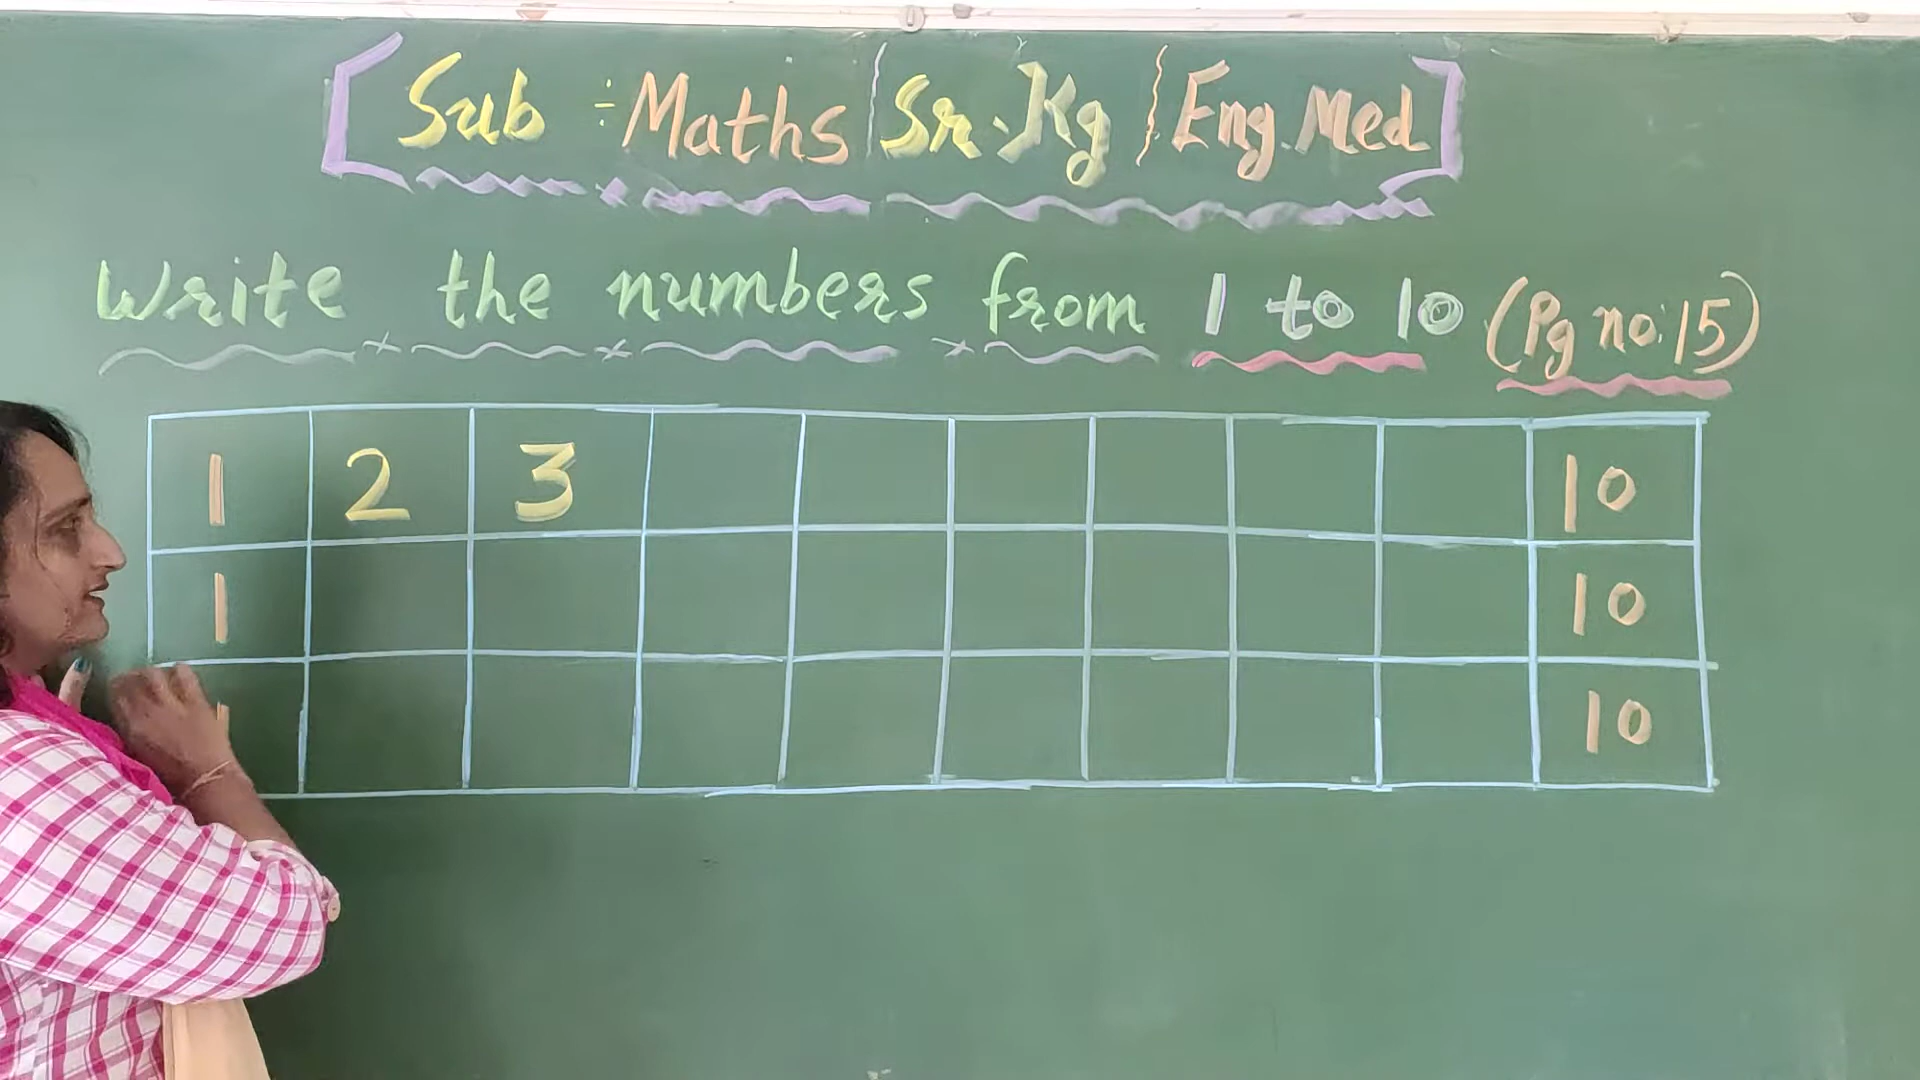 [Sub ÷ Maths | Sr. Kg | Eng. Med]
Write the numbers from 1 to 10 (Pg no: 15)
1 2 3 10
1 10
1 10